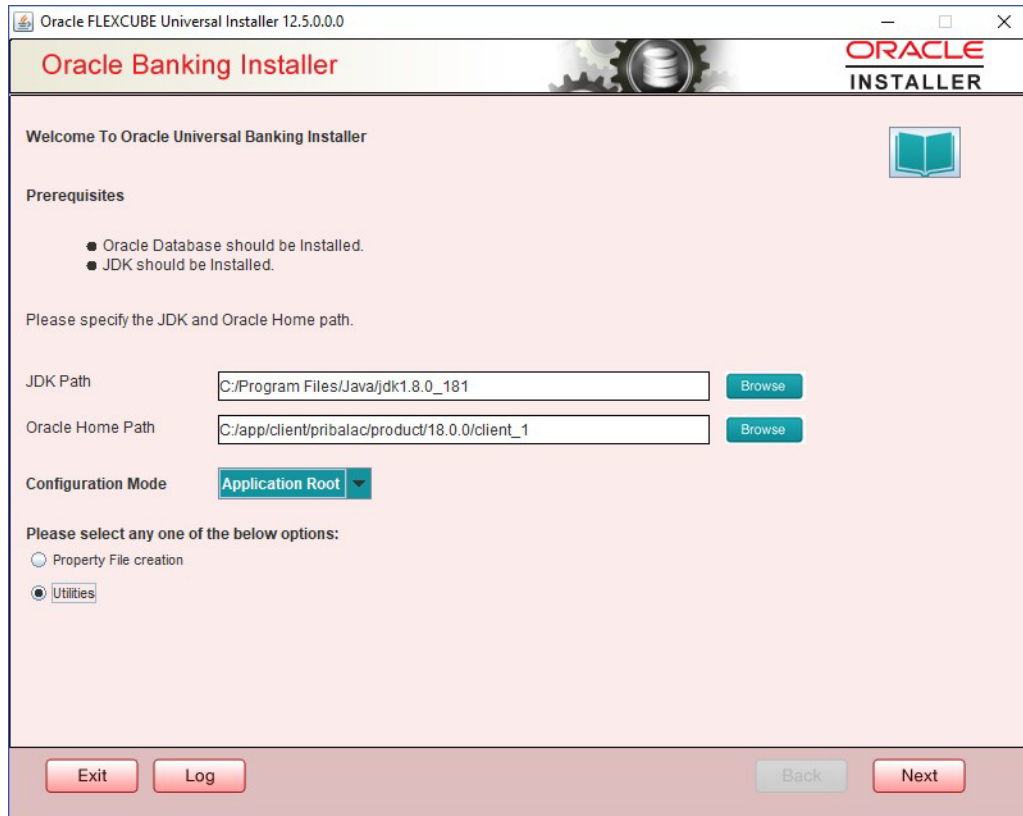 Oracle FLEXCUBE Universal Installer 12.5.0.0.0
Oracle Banking Installer
ORACLE
INSTALLER
Welcome To Oracle Universal Banking Installer
Prerequisites
Oracle Database should be Installed.
JDK should be Installed.
Please specify the JDK and Oracle Home path.
JDK Path C:/Program Files/Java/jdk1.8.0_181 Browse
Oracle Home Path C:/app/client/pribalac/product/18.0.0/client_1 Browse
Configuration Mode Application Root
Please select any one of the below options:
Property File creation
Utilities
Exit Log Back Next